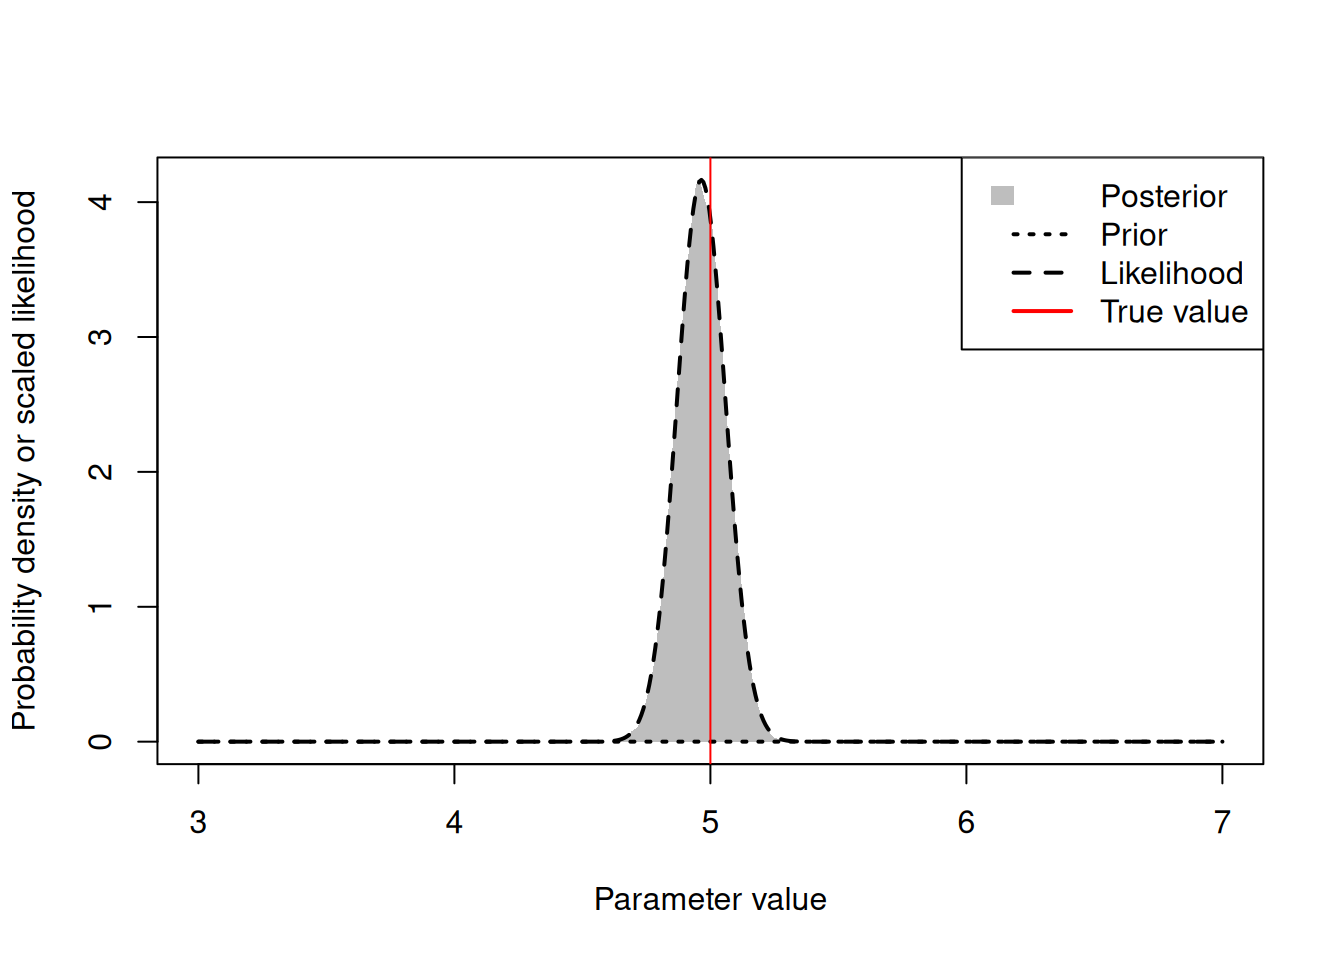 Posterior
Prior
Likelihood
True value
Probability density or scaled likelihood
4
3
2
1
0
3 4 5 6 7
Parameter value